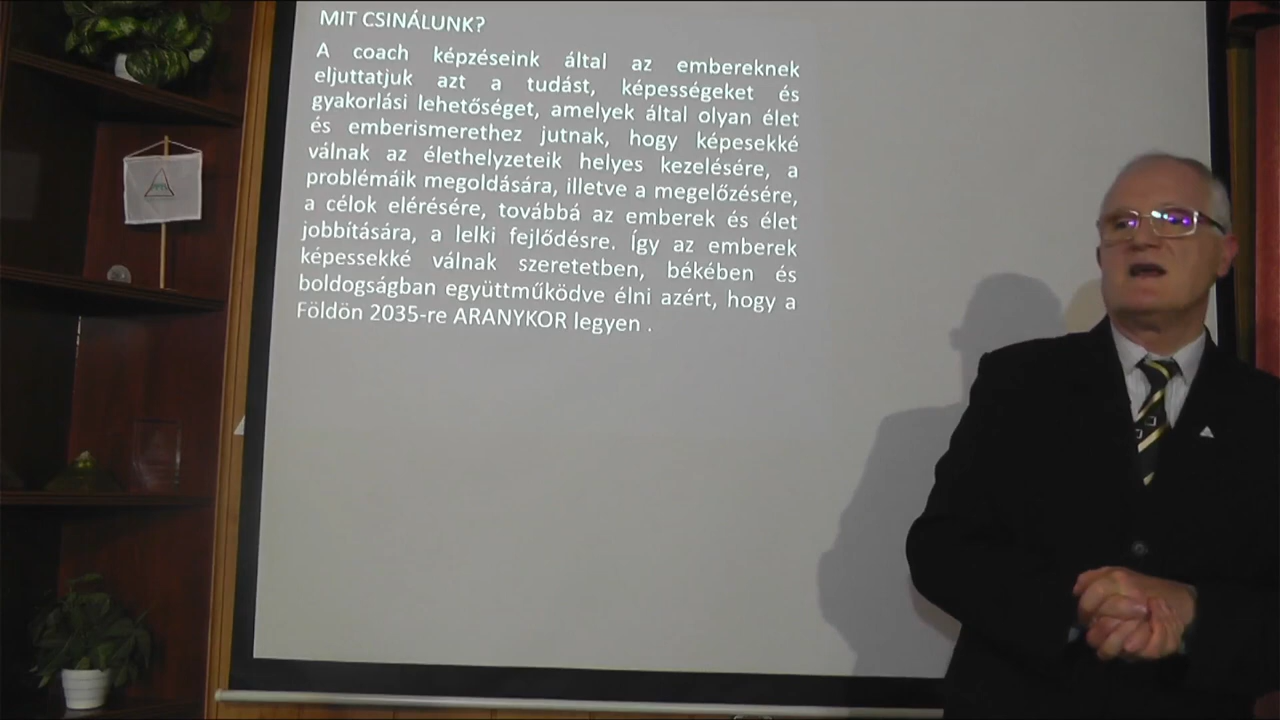 MIT CSINÁLUNK?
A coach képzéseink által az embereknek
eljuttatjuk azt a tudást, képességeket és
gyakorlási lehetőséget, amelyek által olyan élet
és emberismerethez jutnak, hogy képesekké
válnak az élethelyzeteik helyes kezelésére, a
problémáik megoldására, illetve a megelőzésére,
a célok elérésére, továbbá az emberek és élet
jobbítására, a lelki fejlődésre. Így az emberek
képessekké válnak szeretetben, békében és
boldogságban együttműködve élni azért, hogy a
Földön 2035-re ARANYKOR legyen .